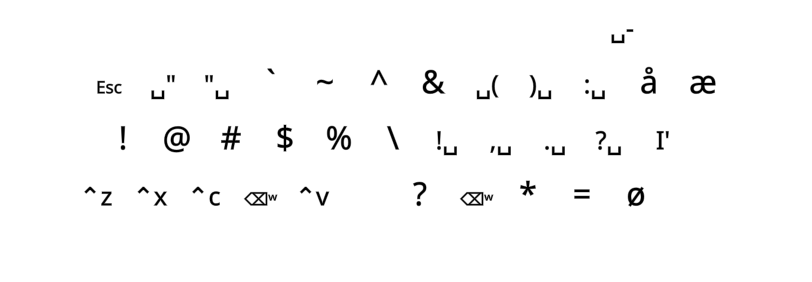 ␣-
Esc ␣" "␣ ` ~ ^ & ␣( )␣ :␣ å æ
! @ # $ % \ !␣ ,␣ .␣ ?␣ I'
^z ^x ^c ⌫w ^v ? ⌫w * = ø